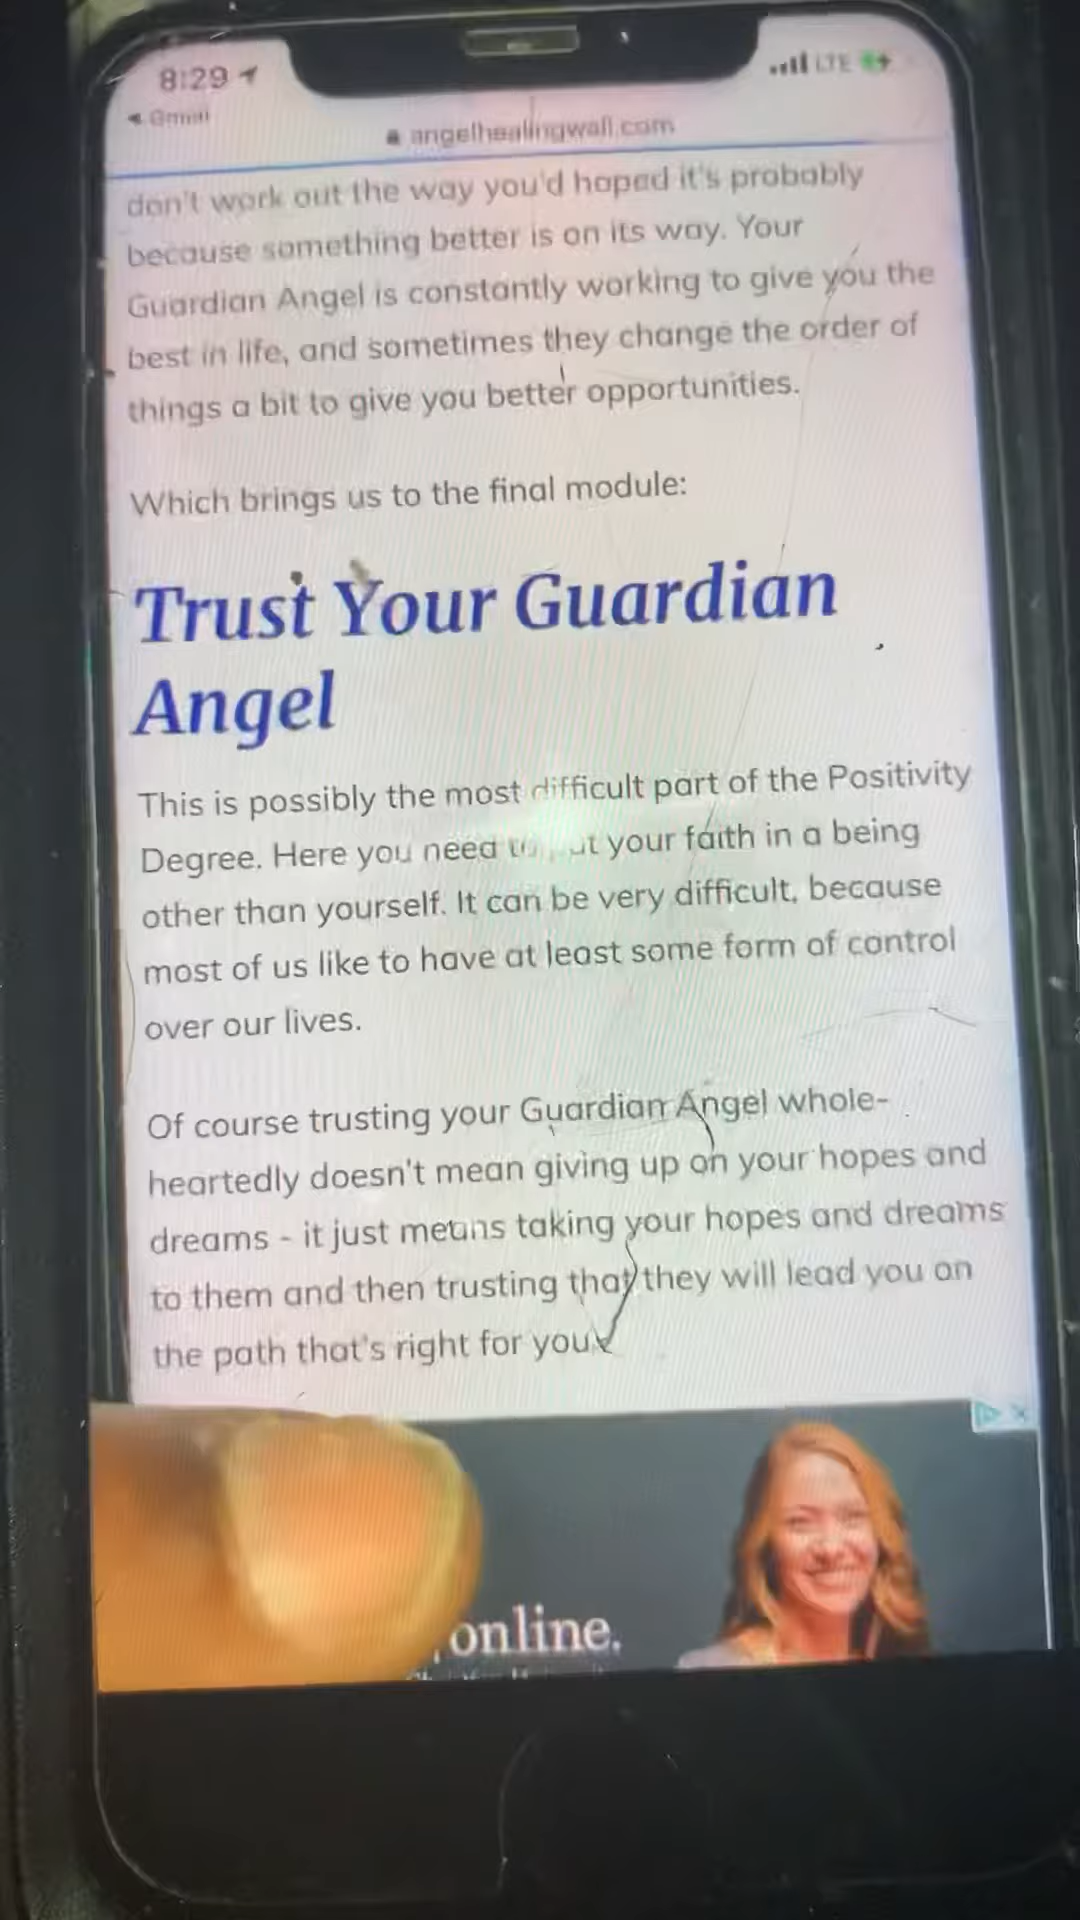 8:29
LTE
Gmail
angelhealingwall.com
don't work out the way you'd hoped it's probably
because something better is on its way. Your
Guardian Angel is constantly working to give you the
best in life, and sometimes they change the order of
things a bit to give you better opportunities.
Which brings us to the final module:
Trust Your Guardian
Angel
This is possibly the most difficult part of the Positivity
Degree. Here you need to put your faith in a being
other than yourself. It can be very difficult, because
most of us like to have at least some form of control
over our lives.
Of course trusting your Guardian Angel whole-
heartedly doesn't mean giving up on your hopes and
dreams - it just means taking your hopes and dreams
to them and then trusting that they will lead you on
the path that's right for you.
online.